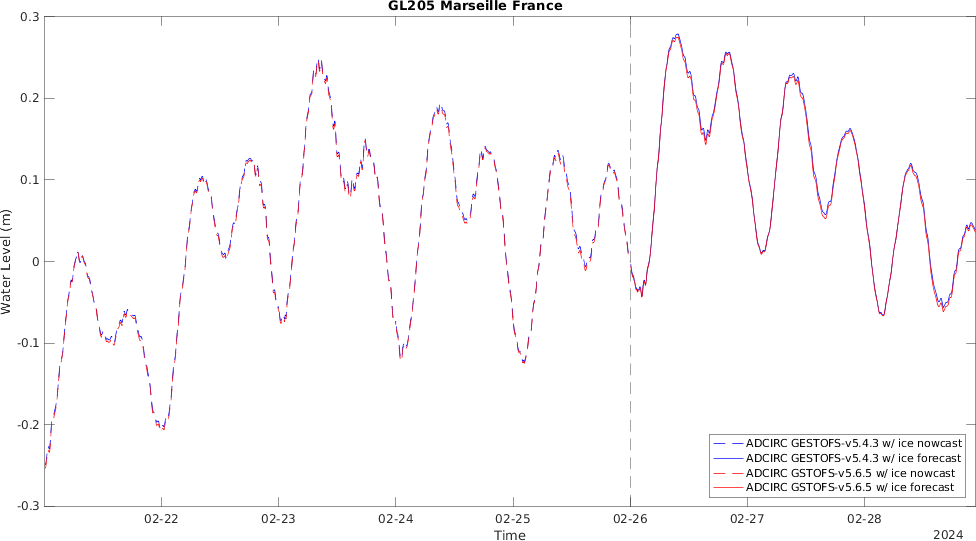 GL205 Marseille France
0.3
0.2
0.1
0
-0.1
-0.2
-0.3
Water Level (m)
ADCIRC GESTOFS-v5.4.3 w/ ice nowcast
ADCIRC GESTOFS-v5.4.3 w/ ice forecast
ADCIRC GSTOFS-v5.6.5 w/ ice nowcast
ADCIRC GSTOFS-v5.6.5 w/ ice forecast
02-22 02-23 02-24 02-25 02-26 02-27 02-28
Time
2024